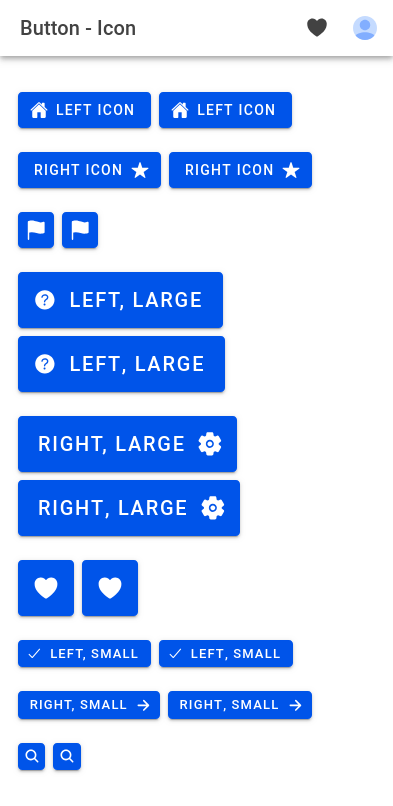 Button - Icon
LEFT ICON LEFT ICON
RIGHT ICON RIGHT ICON
LEFT, LARGE
LEFT, LARGE
RIGHT, LARGE
RIGHT, LARGE
LEFT, SMALL LEFT, SMALL
RIGHT, SMALL RIGHT, SMALL